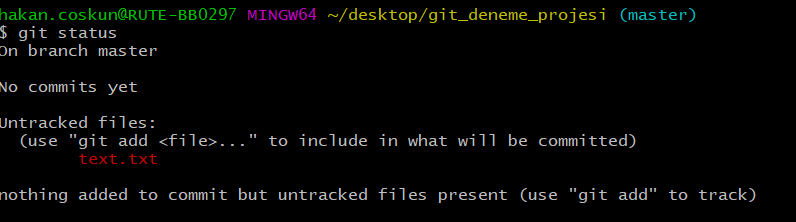 hakan.coskun@RUTE-BB0297 MINGW64 ~/desktop/git_deneme_projesi (master)
$ git status
On branch master
No commits yet
Untracked files:
(use "git add <file>..." to include in what will be committed)
text.txt
nothing added to commit but untracked files present (use "git add" to track)